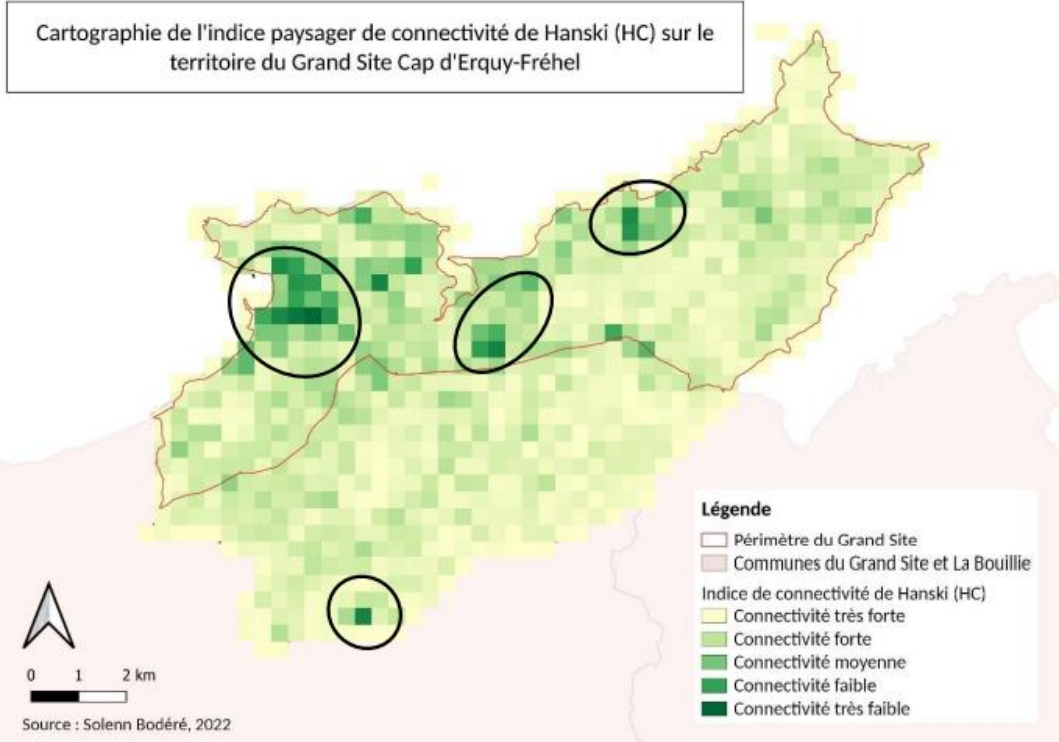 Cartographie de l'indice paysager de connectivité de Hanski (HC) sur le
territoire du Grand Site Cap d'Erquy-Fréhel
Légende
Périmètre du Grand Site
Communes du Grand Site et La Bouillie
Indice de connectivité de Hanski (HC)
Connectivité très forte
Connectivité forte
Connectivité moyenne
Connectivité faible
Connectivité très faible
0 1 2 km
Source : Solenn Bodéré, 2022